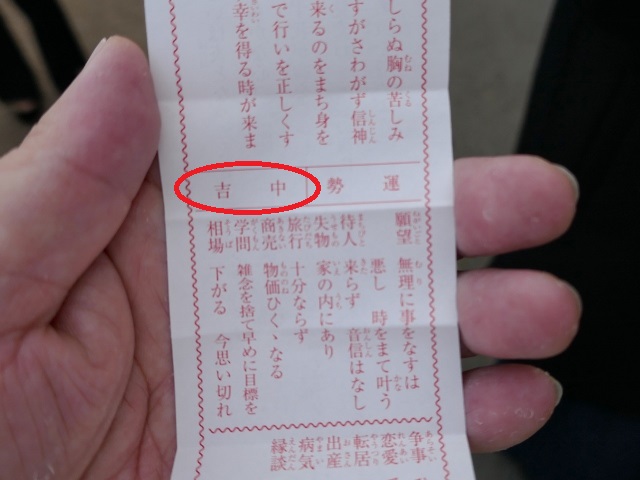 しらぬ胸の苦しみ
すがさわがず信神
来るのをまち身を
で行いを正しくす
幸を得る時が来ま
運勢 中吉
願望 無理に事をなすは
悪し 時をまて叶う
待人 来らず 音信はなし
失物 家の内にあり
旅行 十分ならず
商売 物価ひくゝなる
学問 雑念を捨て早めに目標を
相場 下がる 今思い切れ
争事
恋愛
転居
出産
病気
縁談